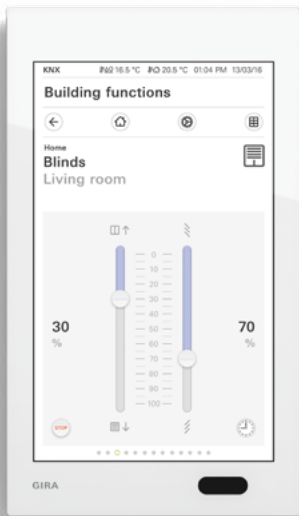 KNX 16.5 °C 20.5 °C 01:04 PM 13/03/16
Building functions
Home
Blinds
Living room
0
10
20
30
40
50
60
70
80
90
100
30
%
70
%
STOP
GIRA